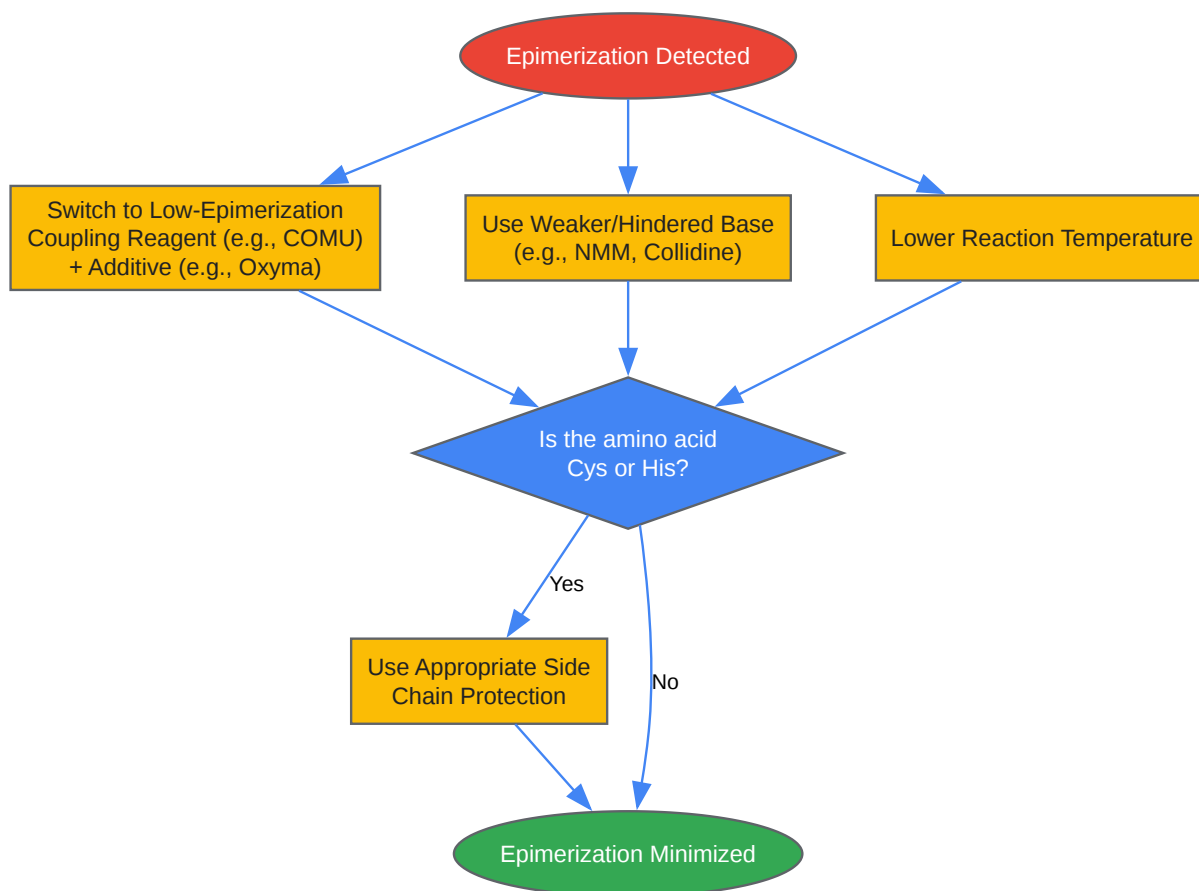 Epimerization Detected
Switch to Low-Epimerization
Coupling Reagent (e.g., COMU)
+ Additive (e.g., Oxyma)
Use Weaker/Hindered Base
(e.g., NMM, Collidine)
Lower Reaction Temperature
Is the amino acid
Cys or His?
Yes
Use Appropriate Side
Chain Protection
No
Epimerization Minimized